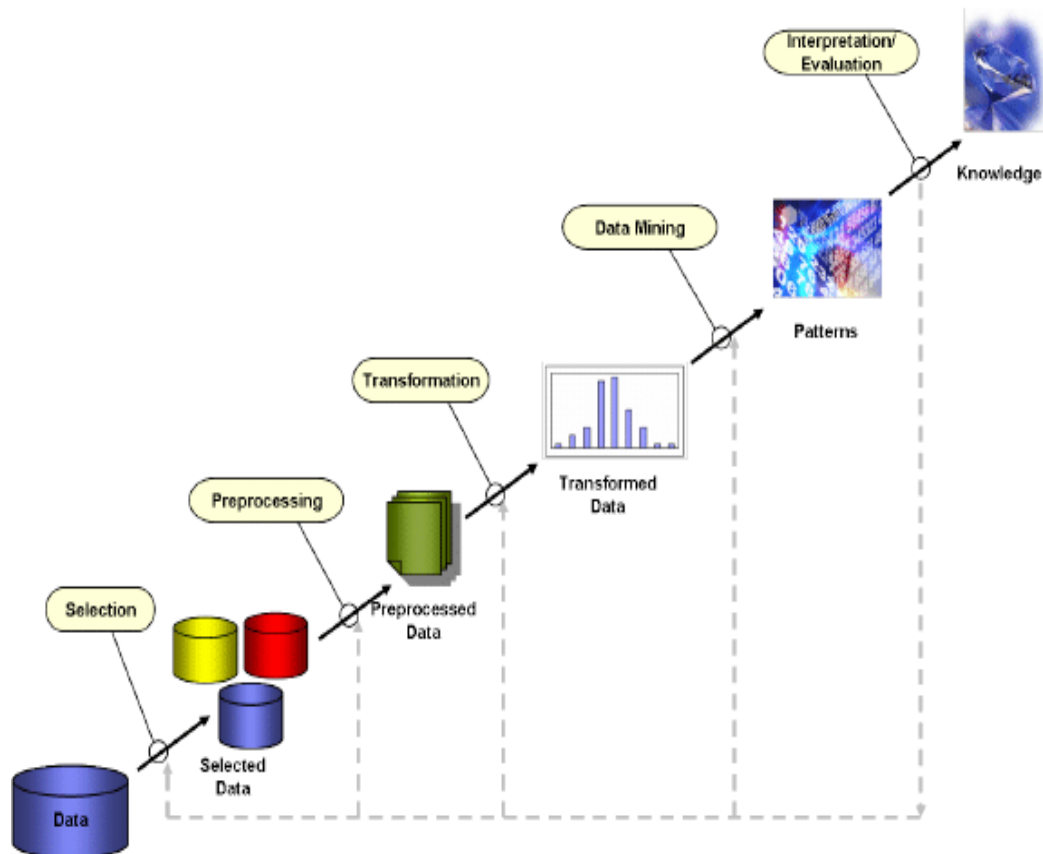 Interpretation/
Evaluation
Knowledge
Data Mining
Patterns
Transformation
Transformed
Data
Preprocessing
Preprocessed
Data
Selection
Selected
Data
Data